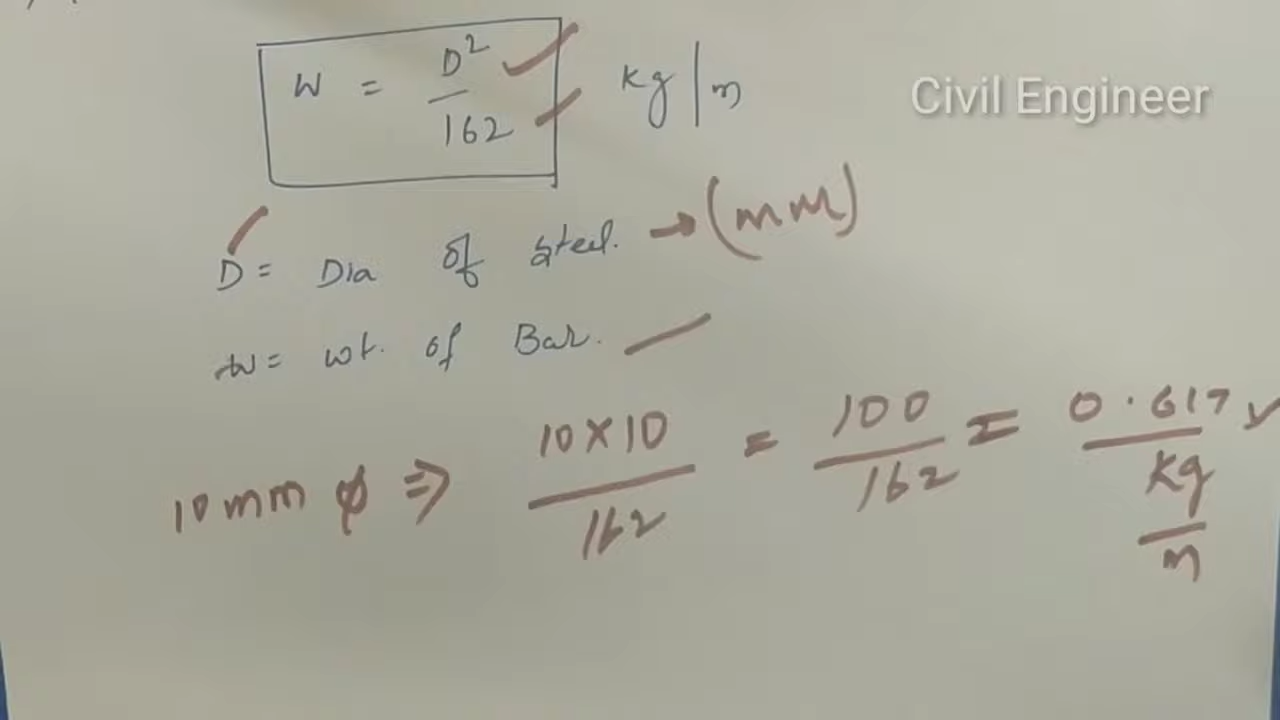 W = D²/162 kg/m
Civil Engineer
D = Dia of steel. → (mm)
W = wt. of Bar.
10mm ϕ ⇒ 10×10/162 = 100/162 = 0.617 kg/m